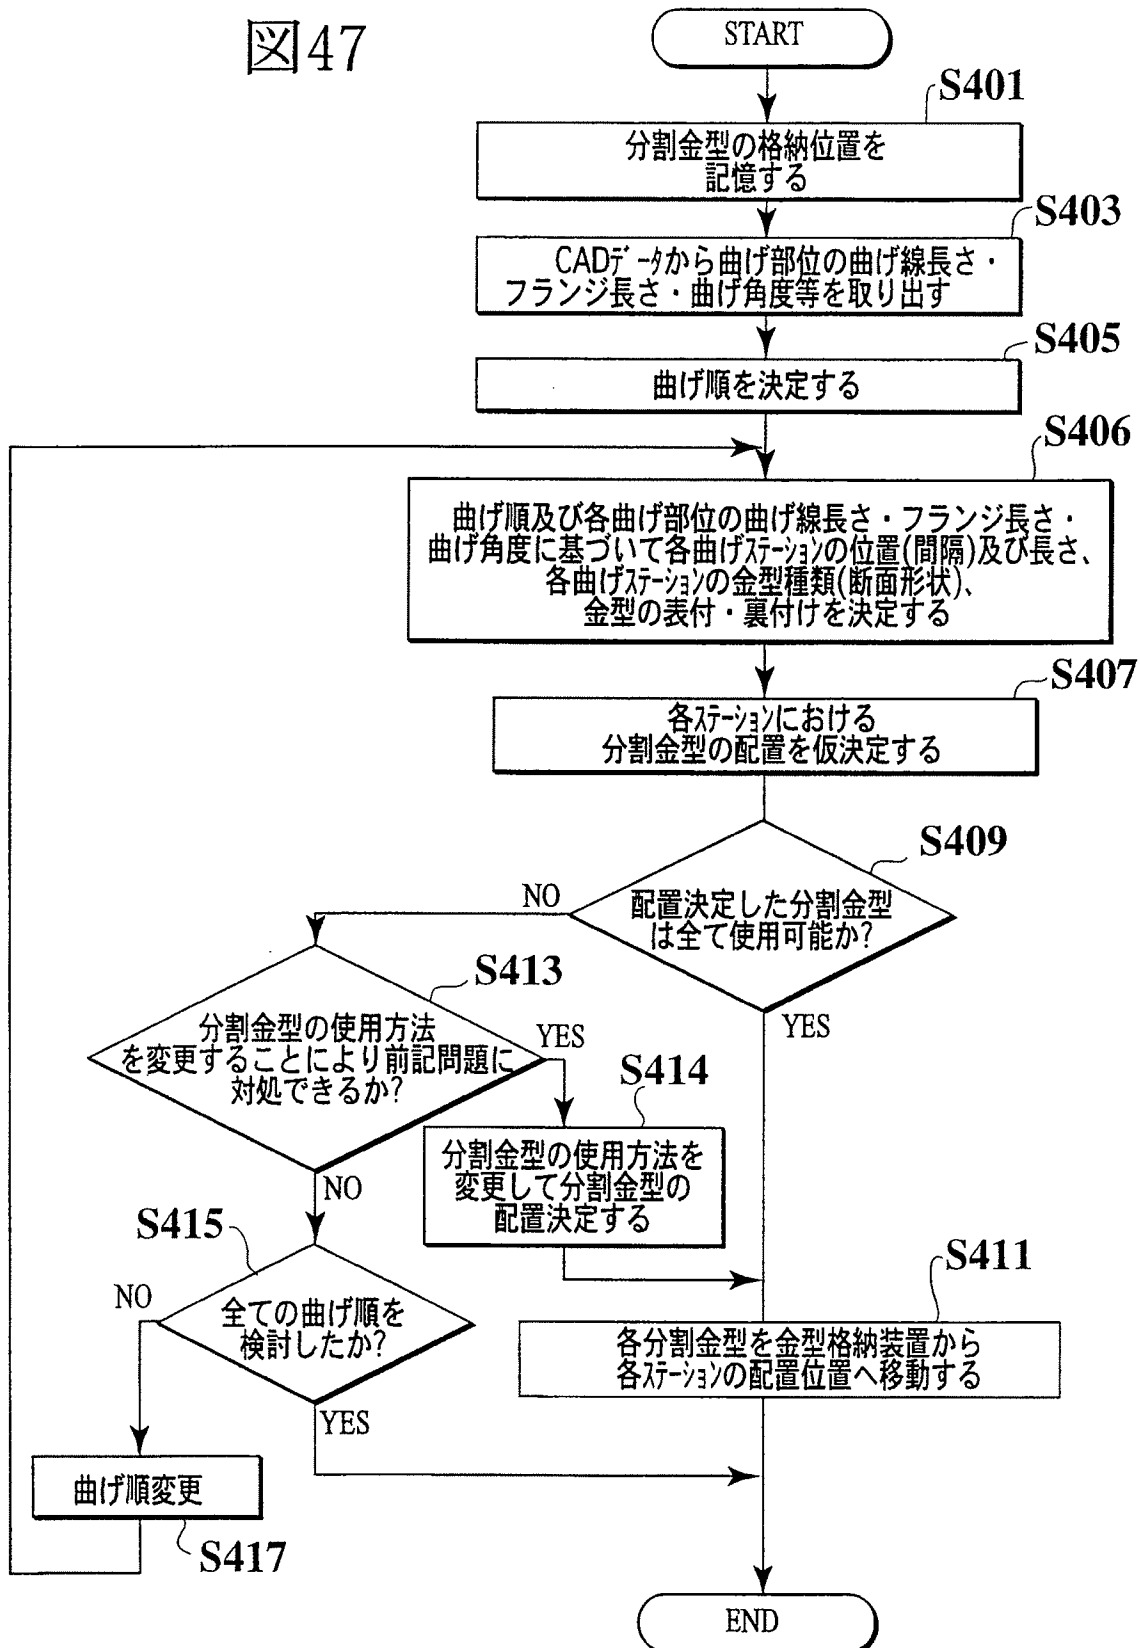 図47
START
S401
分割金型の格納位置を
記憶する
S403
CADﾃﾞｰﾀから曲げ部位の曲げ線長さ・
フランジ長さ・曲げ角度等を取り出す
S405
曲げ順を決定する
S406
曲げ順及び各曲げ部位の曲げ線長さ・フランジ長さ・
曲げ角度に基づいて各曲げｽﾃｰｼｮﾝの位置(間隔)及び長さ、
各曲げｽﾃｰｼｮﾝの金型種類(断面形状)、
金型の表付・裏付けを決定する
S407
各ｽﾃｰｼｮﾝにおける
分割金型の配置を仮決定する
S409
配置決定した分割金型
は全て使用可能か?
NO
YES
S413
分割金型の使用方法
を変更することにより前記問題に
対処できるか?
YES
NO
S414
分割金型の使用方法を
変更して分割金型の
配置決定する
S415
全ての曲げ順を
検討したか?
NO
YES
S411
各分割金型を金型格納装置から
各ｽﾃｰｼｮﾝの配置位置へ移動する
曲げ順変更
S417
END